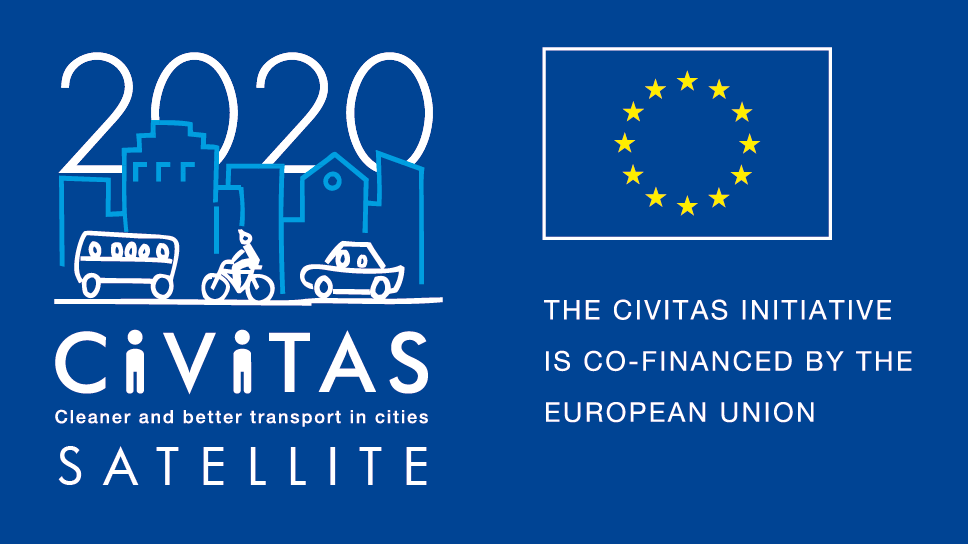 2020
CiViTAS
Cleaner and better transport in cities
SATELLITE
THE CIVITAS INITIATIVE
IS CO-FINANCED BY THE
EUROPEAN UNION